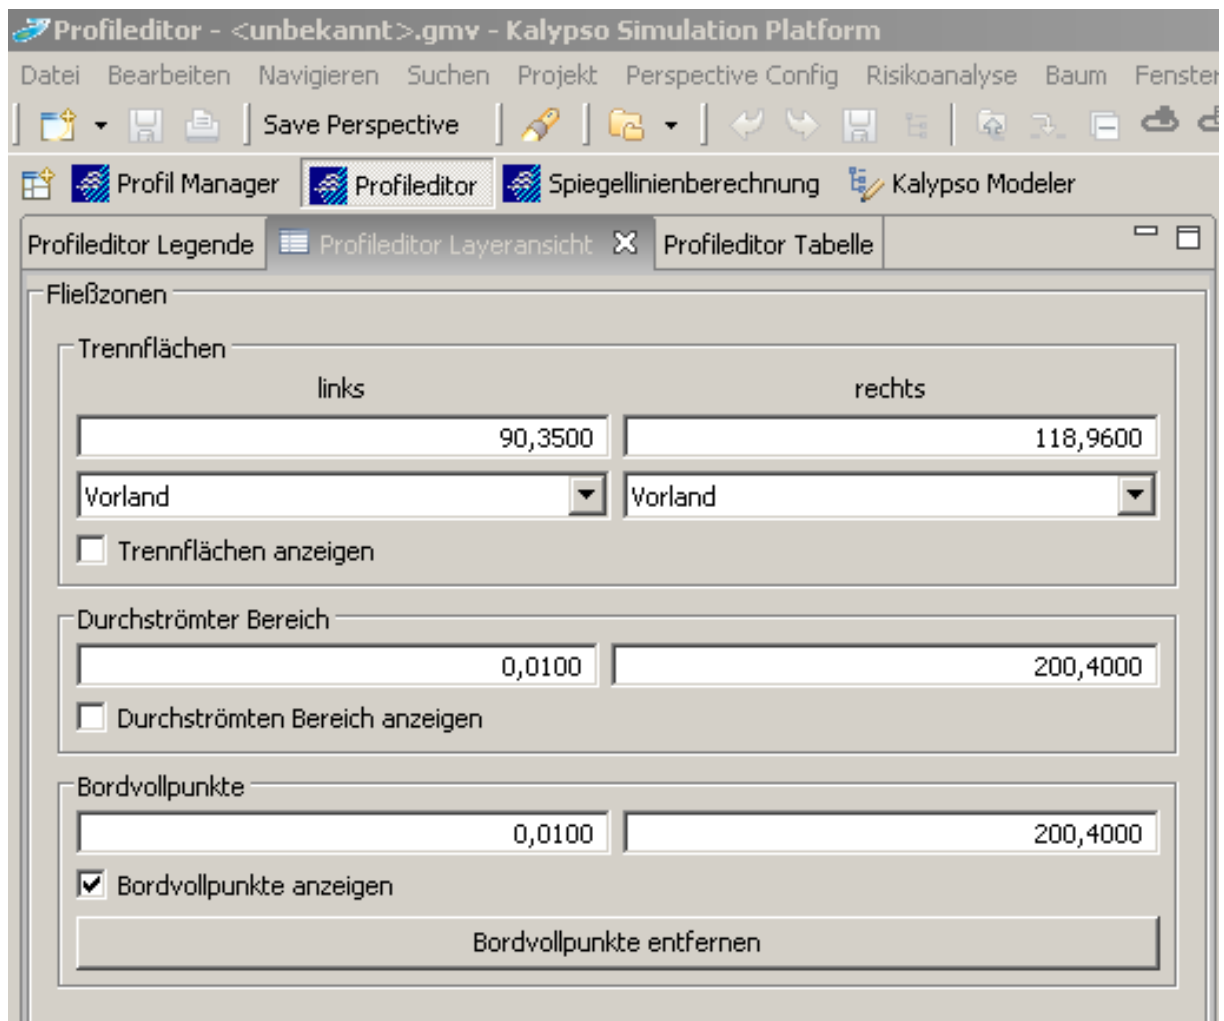 Profileditor - <unbekannt>.gmv - Kalypso Simulation Platform
Datei Bearbeiten Navigieren Suchen Projekt Perspective Config Risikoanalyse Baum Fenster
Save Perspective
Profil Manager Profileditor Spiegellinienberechnung Kalypso Modeler
Profileditor Legende Profileditor Layeransicht Profileditor Tabelle
Fließzonen
Trennflächen
links rechts
90,3500 118,9600
Vorland Vorland
Trennflächen anzeigen
Durchströmter Bereich
0,0100 200,4000
Durchströmten Bereich anzeigen
Bordvollpunkte
0,0100 200,4000
Bordvollpunkte anzeigen
Bordvollpunkte entfernen